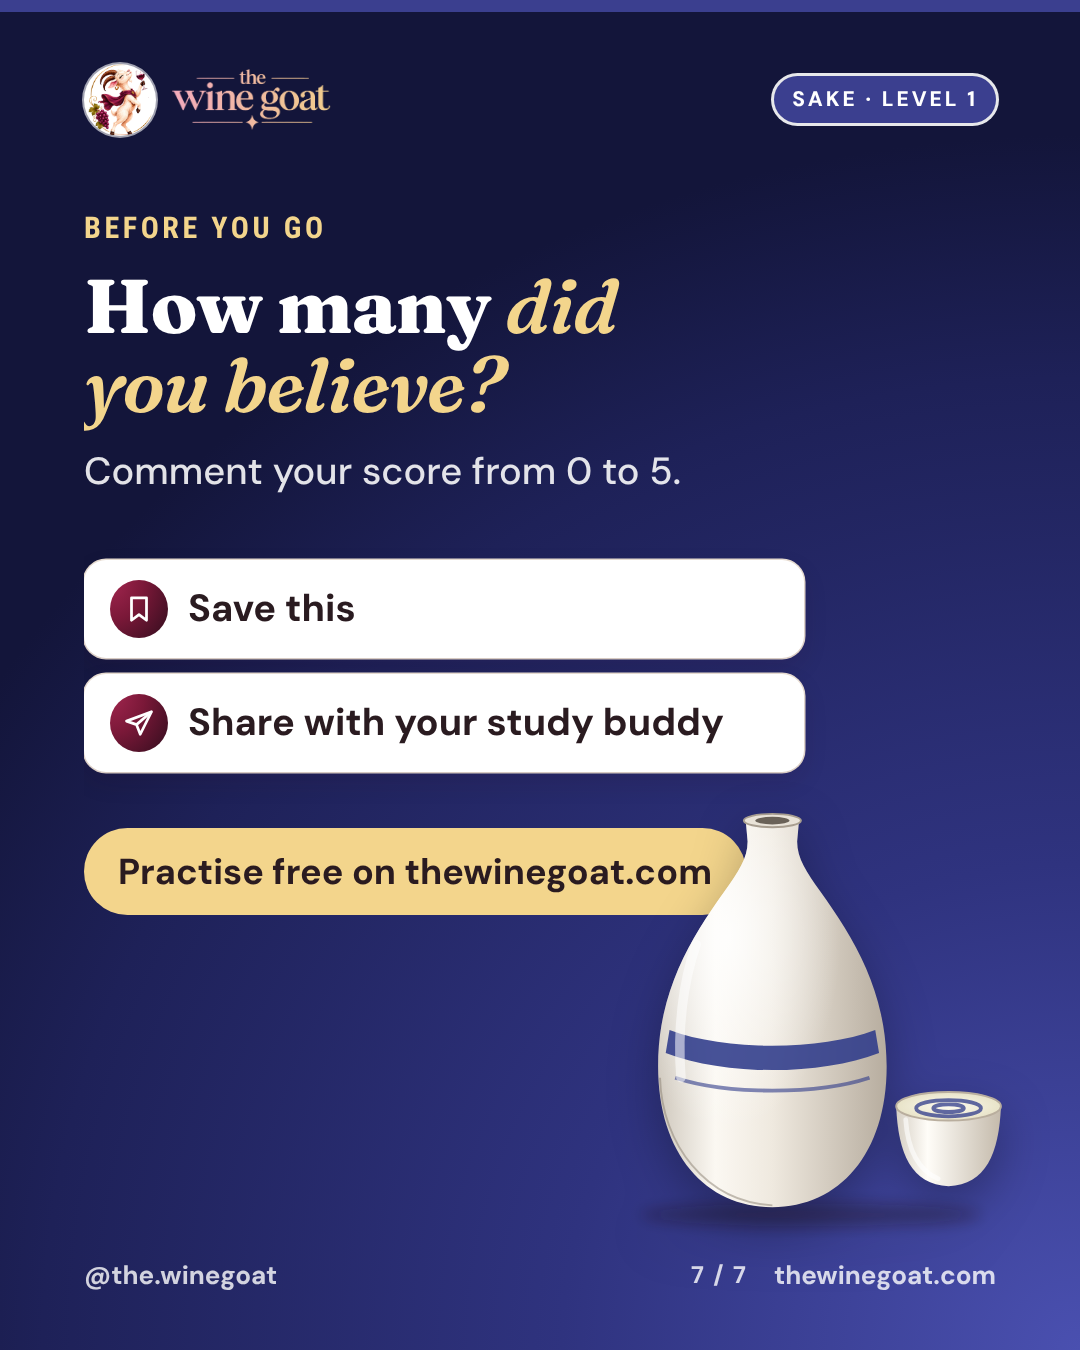 the
wine goat
SAKE · LEVEL 1
BEFORE YOU GO
How many did
you believe?
Comment your score from 0 to 5.
Save this
Share with your study buddy
Practise free on thewinegoat.com
@the.winegoat
7 / 7
thewinegoat.com